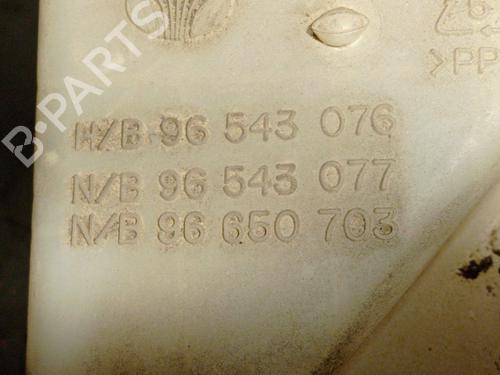 >PP
H/B 96 543 076
N/B 96 543 077
N/B 96 650 703
B-PARTS